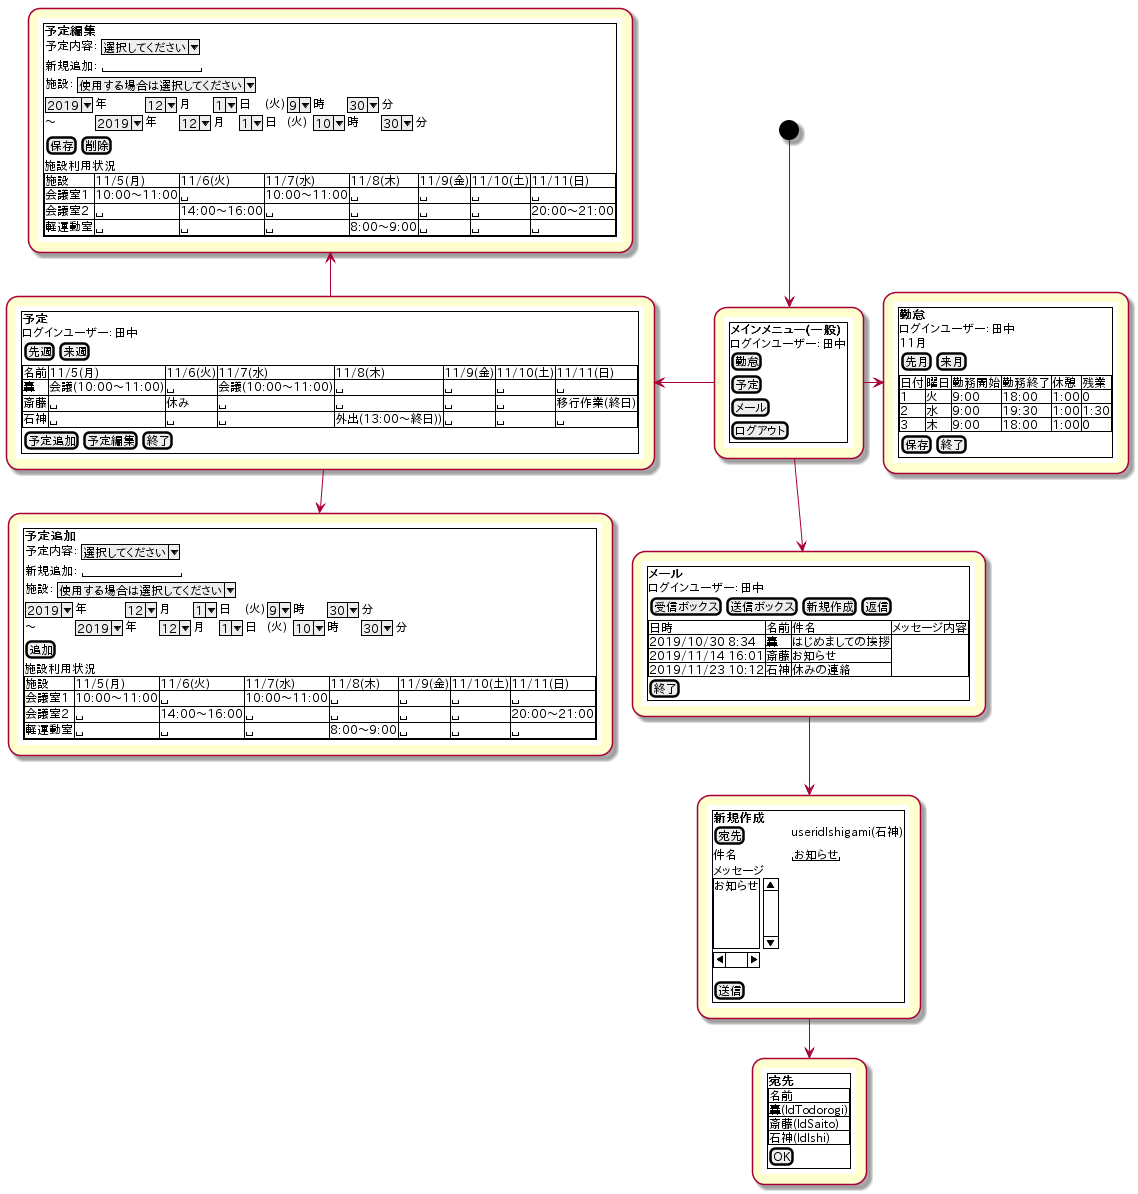 予定編集
予定内容: 選択してください
新規追加:
施設: 使用する場合は選択してください
2019 年 12 月 1 日 (火) 9 時 30 分
～ 2019 年 12 月 1 日 (火) 10 時 30 分
保存 削除
施設利用状況
施設 11/5(月) 11/6(火) 11/7(水) 11/8(木) 11/9(金) 11/10(土) 11/11(日)
会議室1 10:00～11:00 10:00～11:00
会議室2 14:00～16:00 20:00～21:00
軽運動室 8:00～9:00
予定
ログインユーザー: 田中
先週 来週
名前 11/5(月) 11/6(火) 11/7(水) 11/8(木) 11/9(金) 11/10(土) 11/11(日)
轟 会議(10:00～11:00) 会議(10:00～11:00)
斎藤 休み 移行作業(終日)
石神 外出(13:00～終日))
予定追加 予定編集 終了
メインメニュー(一般)
ログインユーザー: 田中
勤怠
予定
メール
ログアウト
勤怠
ログインユーザー: 田中
11月
先月 来月
日付 曜日 勤務開始 勤務終了 休憩 残業
1 火 9:00 18:00 1:00 0
2 水 9:00 19:30 1:00 1:30
3 木 9:00 18:00 1:00 0
保存 終了
予定追加
予定内容: 選択してください
新規追加:
施設: 使用する場合は選択してください
2019 年 12 月 1 日 (火) 9 時 30 分
～ 2019 年 12 月 1 日 (火) 10 時 30 分
追加
施設利用状況
施設 11/5(月) 11/6(火) 11/7(水) 11/8(木) 11/9(金) 11/10(土) 11/11(日)
会議室1 10:00～11:00 10:00～11:00
会議室2 14:00～16:00 20:00～21:00
軽運動室 8:00～9:00
メール
ログインユーザー: 田中
受信ボックス 送信ボックス 新規作成 返信
日時 名前 件名 メッセージ内容
2019/10/30 8:34 轟 はじめましての挨拶
2019/11/14 16:01 斎藤 お知らせ
2019/11/23 10:12 石神 休みの連絡
終了
新規作成
宛先 useridIshigami(石神)
件名 お知らせ
メッセージ
お知らせ
送信
宛先
名前
轟(IdTodorogi)
斎藤(IdSaito)
石神(IdIshi)
OK